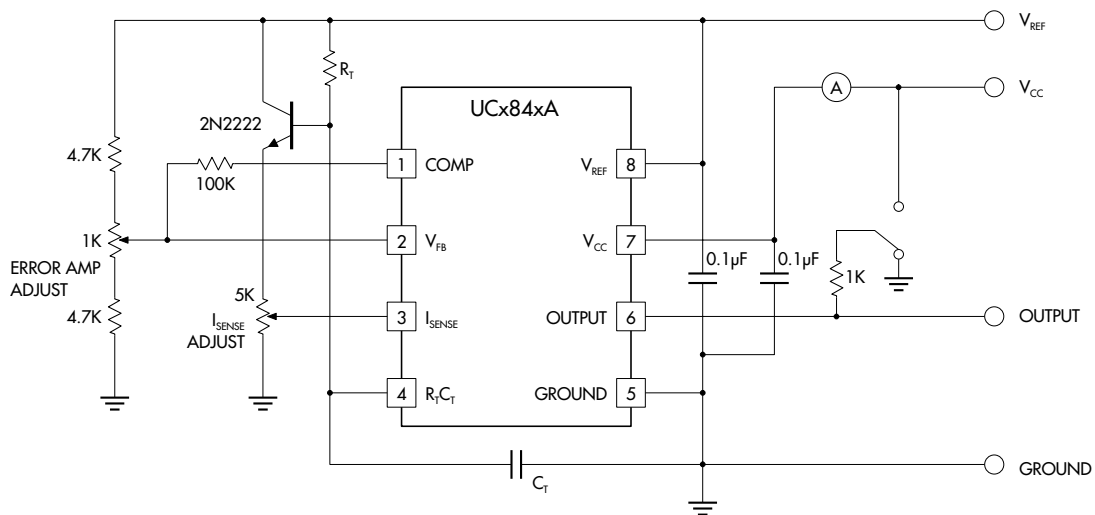 V_REF
A
V_CC
R_T
UCx84xA
2N2222
4.7K
100K
1 COMP
V_REF 8
1K
ERROR AMP
ADJUST
2 V_FB
V_CC 7
0.1µF
0.1µF
1K
4.7K
5K
I_SENSE
ADJUST
3 I_SENSE
OUTPUT 6
OUTPUT
4 R_TC_T
GROUND 5
C_T
GROUND